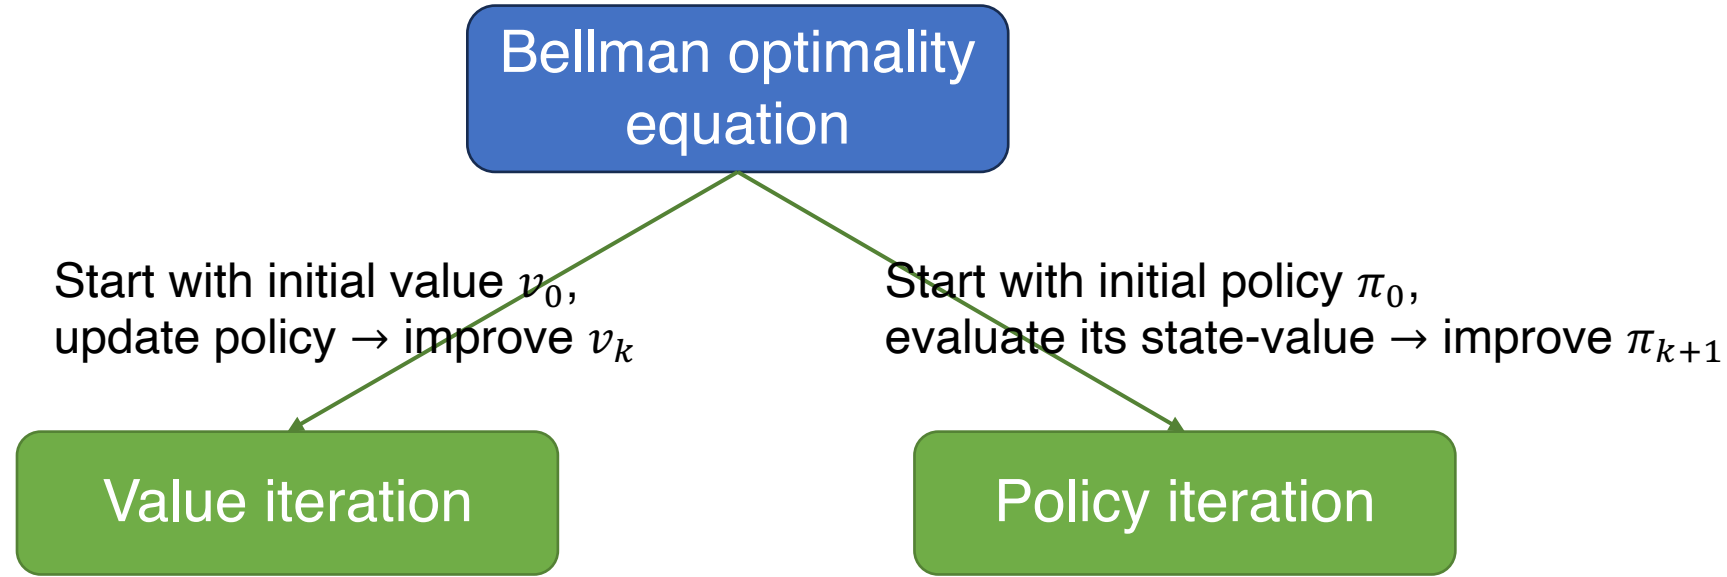 Bellman optimality
equation
Start with initial value 𝑣₀,
update policy → improve 𝑣ₖ
Start with initial policy 𝜋₀,
evaluate its state-value → improve 𝜋ₖ₊₁
Value iteration
Policy iteration